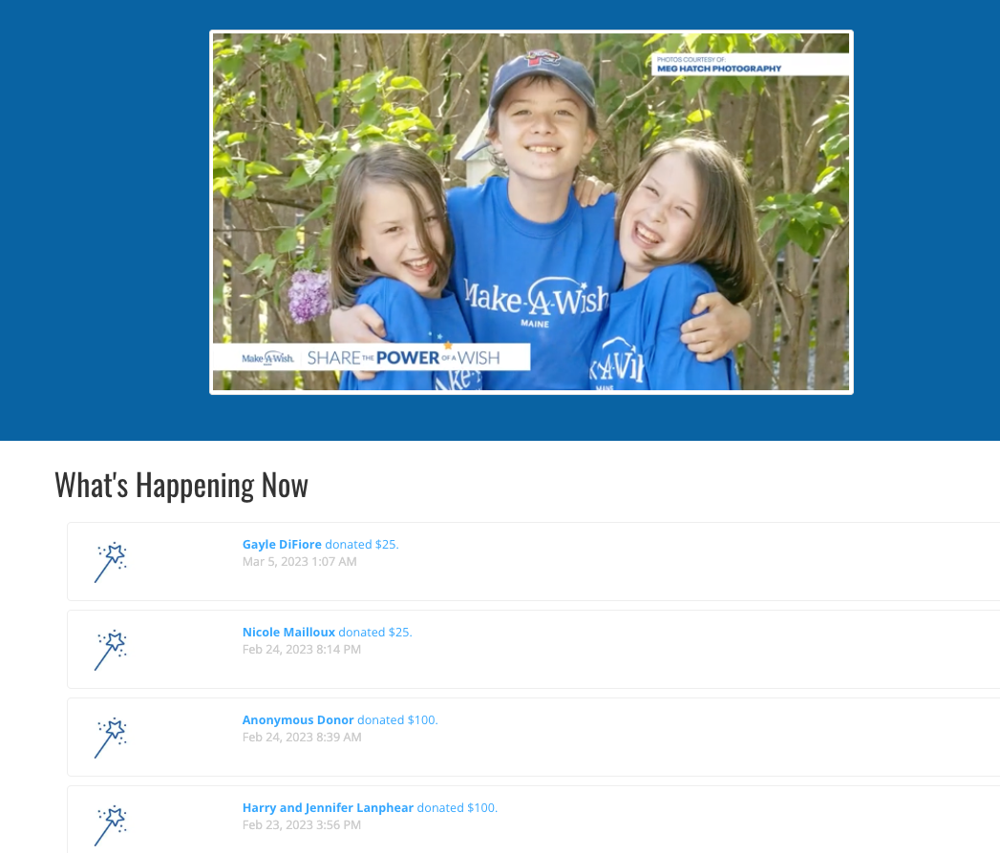 PHOTOS COURTESY OF:
MEG HATCH PHOTOGRAPHY
Make-A-Wish
MAINE
Make-A-Wish. SHARE THE POWER OF A WISH
What's Happening Now
Gayle DiFiore donated $25.
Mar 5, 2023 1:07 AM
Nicole Mailloux donated $25.
Feb 24, 2023 8:14 PM
Anonymous Donor donated $100.
Feb 24, 2023 8:39 AM
Harry and Jennifer Lanphear donated $100.
Feb 23, 2023 3:56 PM